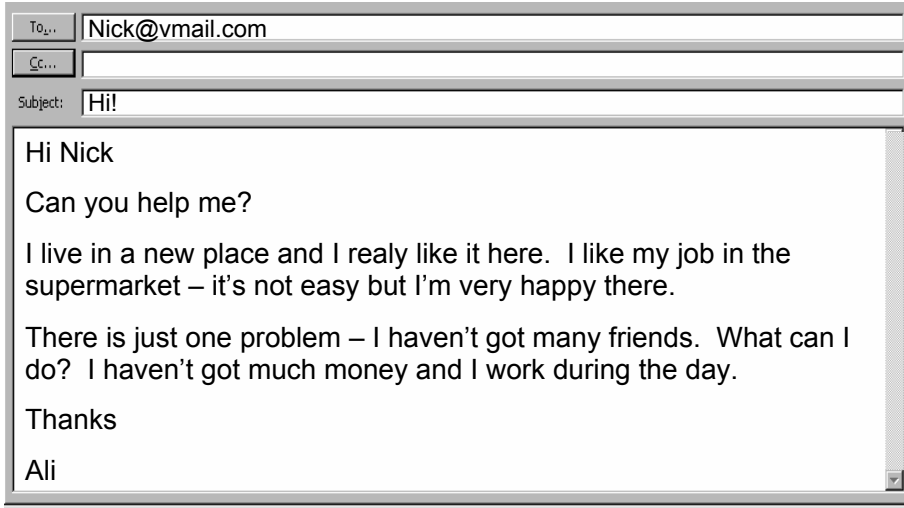 To... Nick@vmail.com
Cc...
Subject: Hi!
Hi Nick
Can you help me?
I live in a new place and I realy like it here.  I like my job in the
supermarket – it’s not easy but I’m very happy there.
There is just one problem – I haven’t got many friends.  What can I
do?  I haven’t got much money and I work during the day.
Thanks
Ali